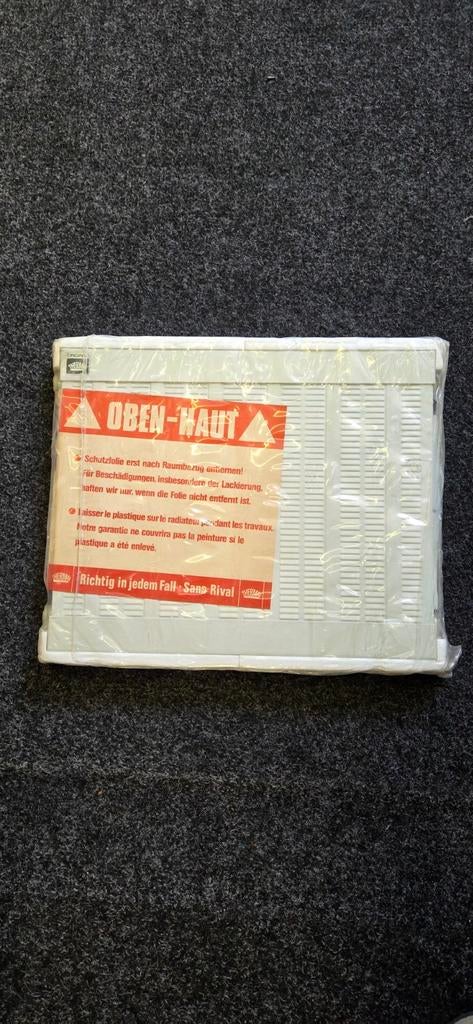 OBEN-HAUT
Schutzfolie erst nach Raumbezug entfernen!
Für Beschädigungen, insbesondere der Lackierung,
haften wir nur, wenn die Folie nicht entfernt ist.
Laisser le plastique sur le radiateur pendant les travaux.
Notre garantie ne couvrira pas la peinture si le
plastique a été enlevé.
Richtig in jedem Fall - Sans Rival